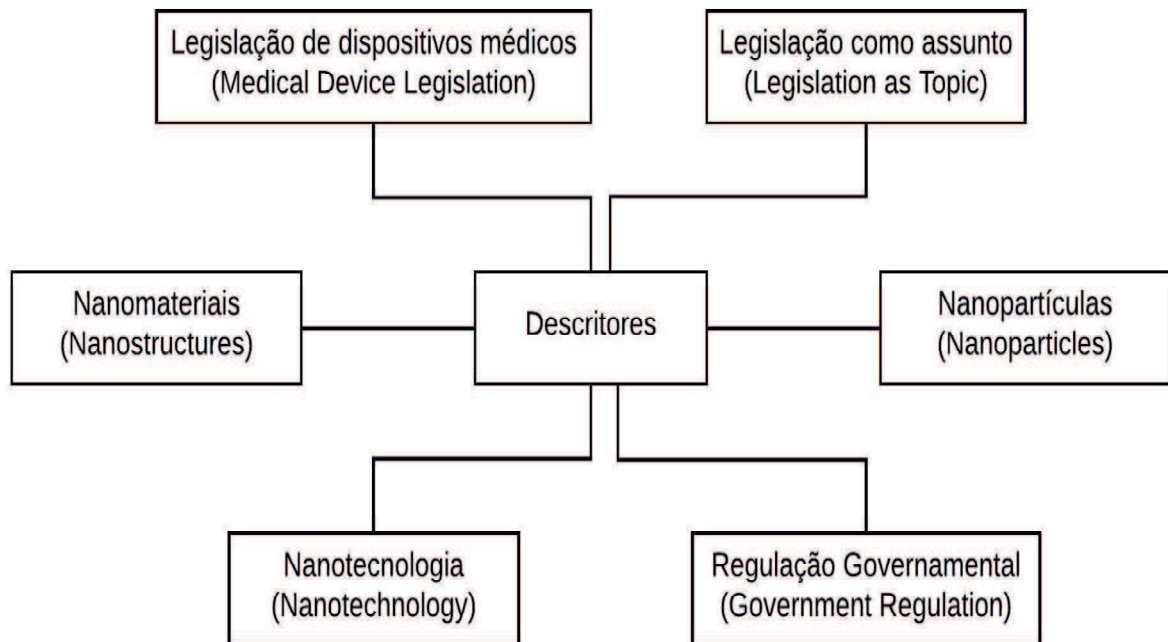 Legislação de dispositivos médicos
(Medical Device Legislation)
Legislação como assunto
(Legislation as Topic)
Nanomateriais
(Nanostructures)
Descritores
Nanopartículas
(Nanoparticles)
Nanotecnologia
(Nanotechnology)
Regulação Governamental
(Government Regulation)